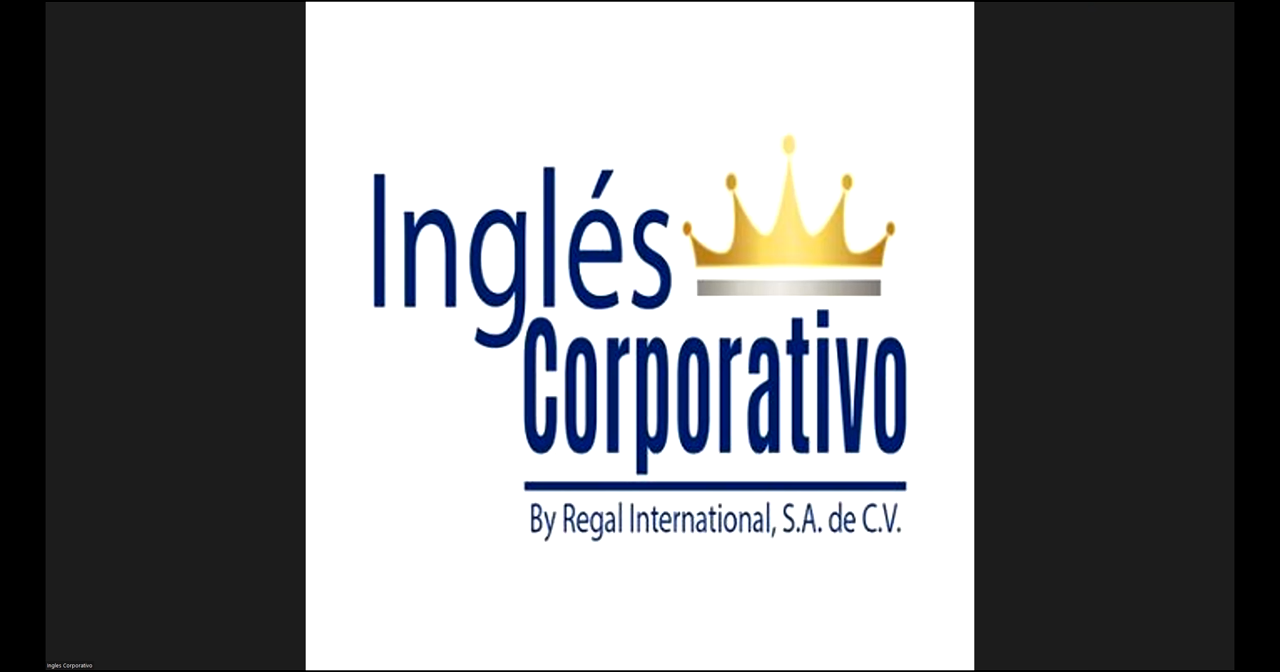 Inglés
Corporativo
By Regal International, S.A. de C.V.
Ingles Corporativo